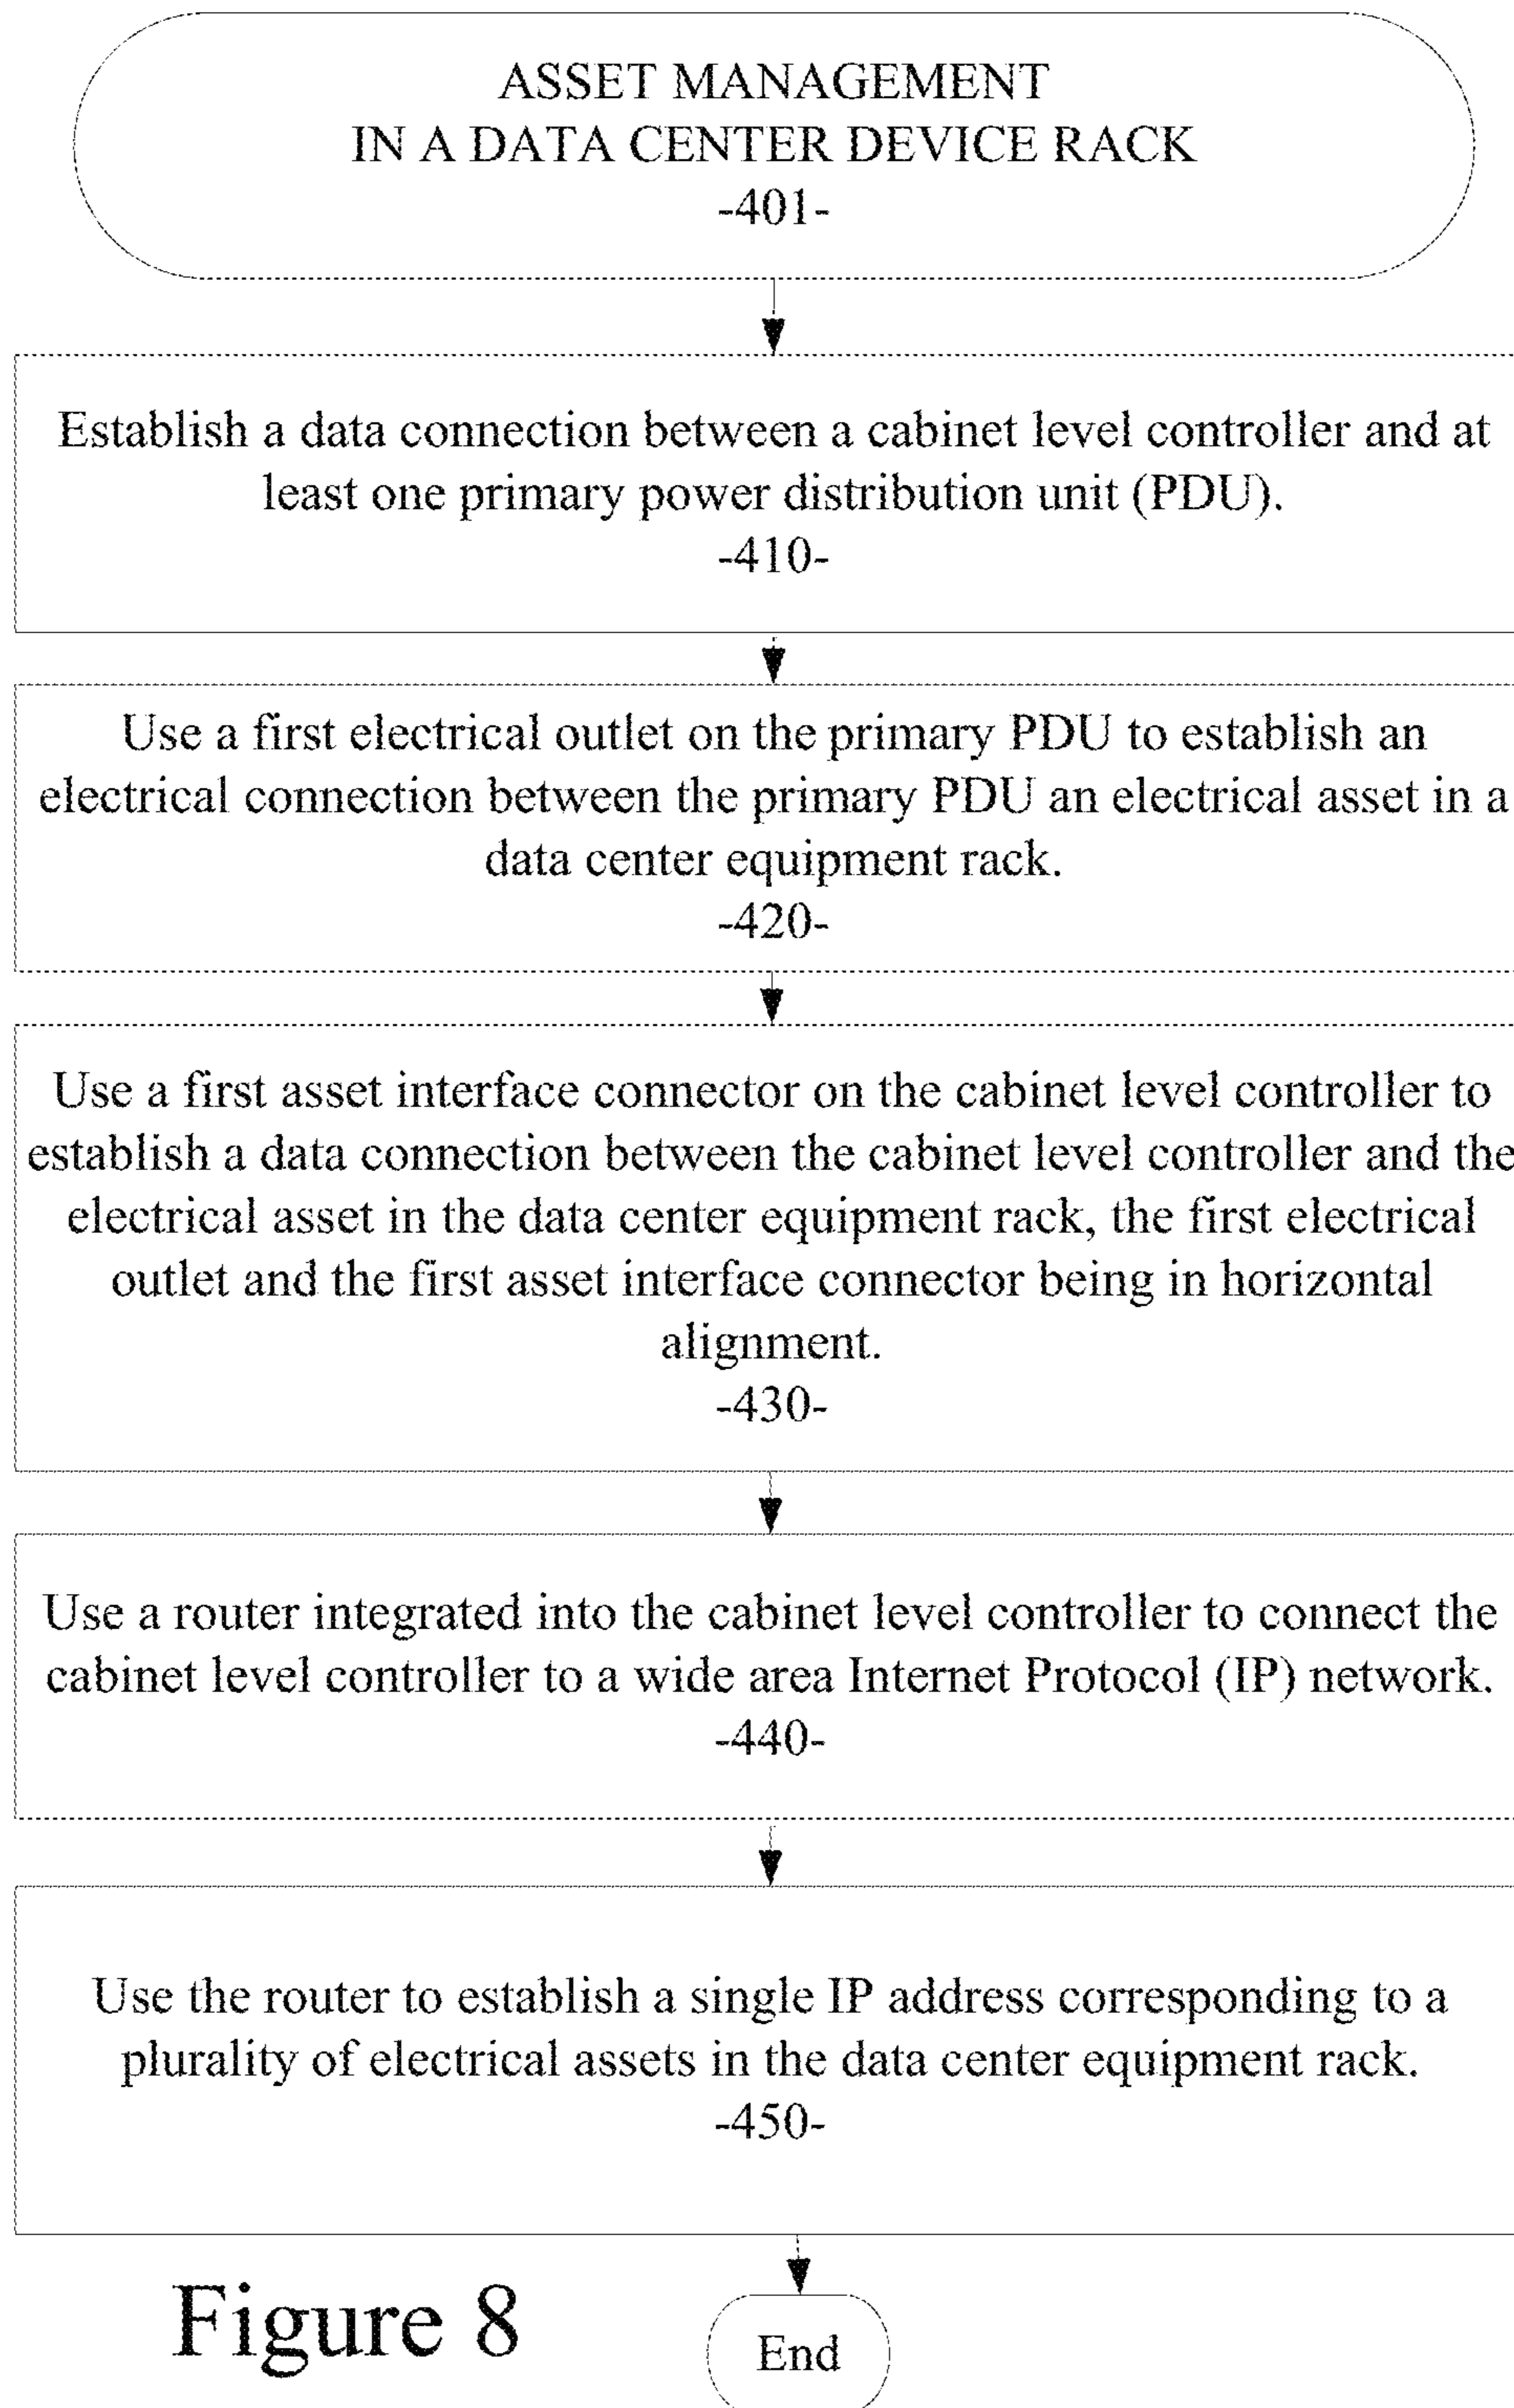 ASSET MANAGEMENT
IN A DATA CENTER DEVICE RACK
-401-
Establish a data connection between a cabinet level controller and at
least one primary power distribution unit (PDU).
-410-
Use a first electrical outlet on the primary PDU to establish an
electrical connection between the primary PDU an electrical asset in a
data center equipment rack.
-420-
Use a first asset interface connector on the cabinet level controller to
establish a data connection between the cabinet level controller and the
electrical asset in the data center equipment rack, the first electrical
outlet and the first asset interface connector being in horizontal
alignment.
-430-
Use a router integrated into the cabinet level controller to connect the
cabinet level controller to a wide area Internet Protocol (IP) network.
-440-
Use the router to establish a single IP address corresponding to a
plurality of electrical assets in the data center equipment rack.
-450-
Figure 8
End